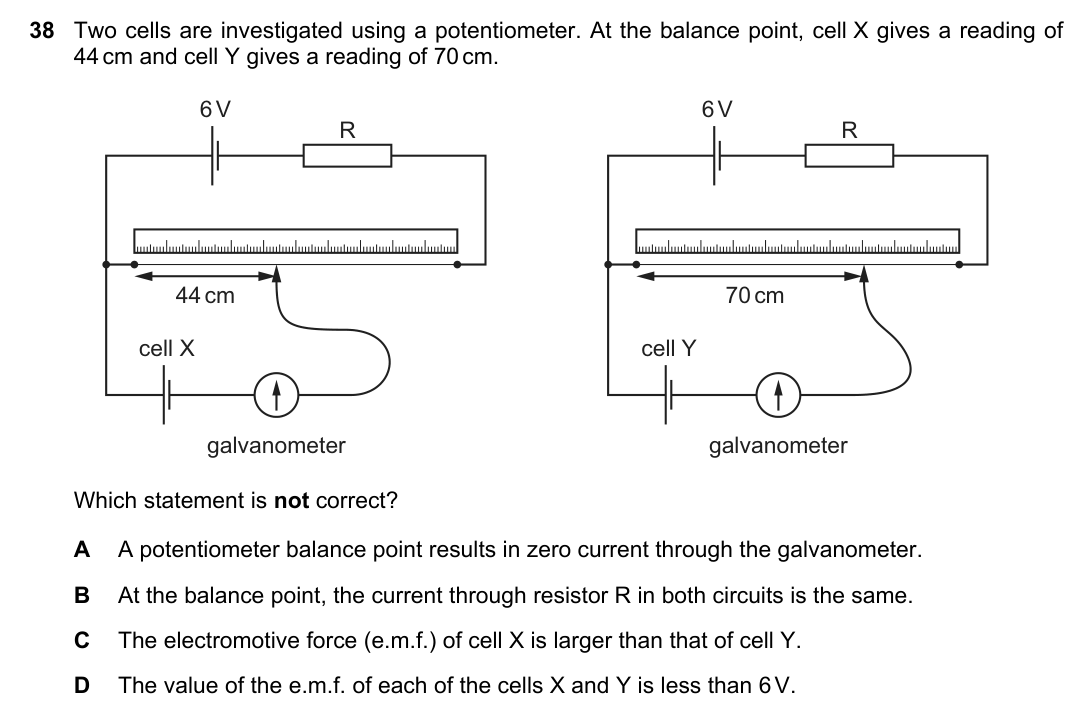 38 Two cells are investigated using a potentiometer. At the balance point, cell X gives a reading of
44 cm and cell Y gives a reading of 70 cm.
6 V
R
44 cm
cell X
galvanometer
6 V
R
70 cm
cell Y
galvanometer
Which statement is not correct?
A A potentiometer balance point results in zero current through the galvanometer.
B At the balance point, the current through resistor R in both circuits is the same.
C The electromotive force (e.m.f.) of cell X is larger than that of cell Y.
D The value of the e.m.f. of each of the cells X and Y is less than 6 V.